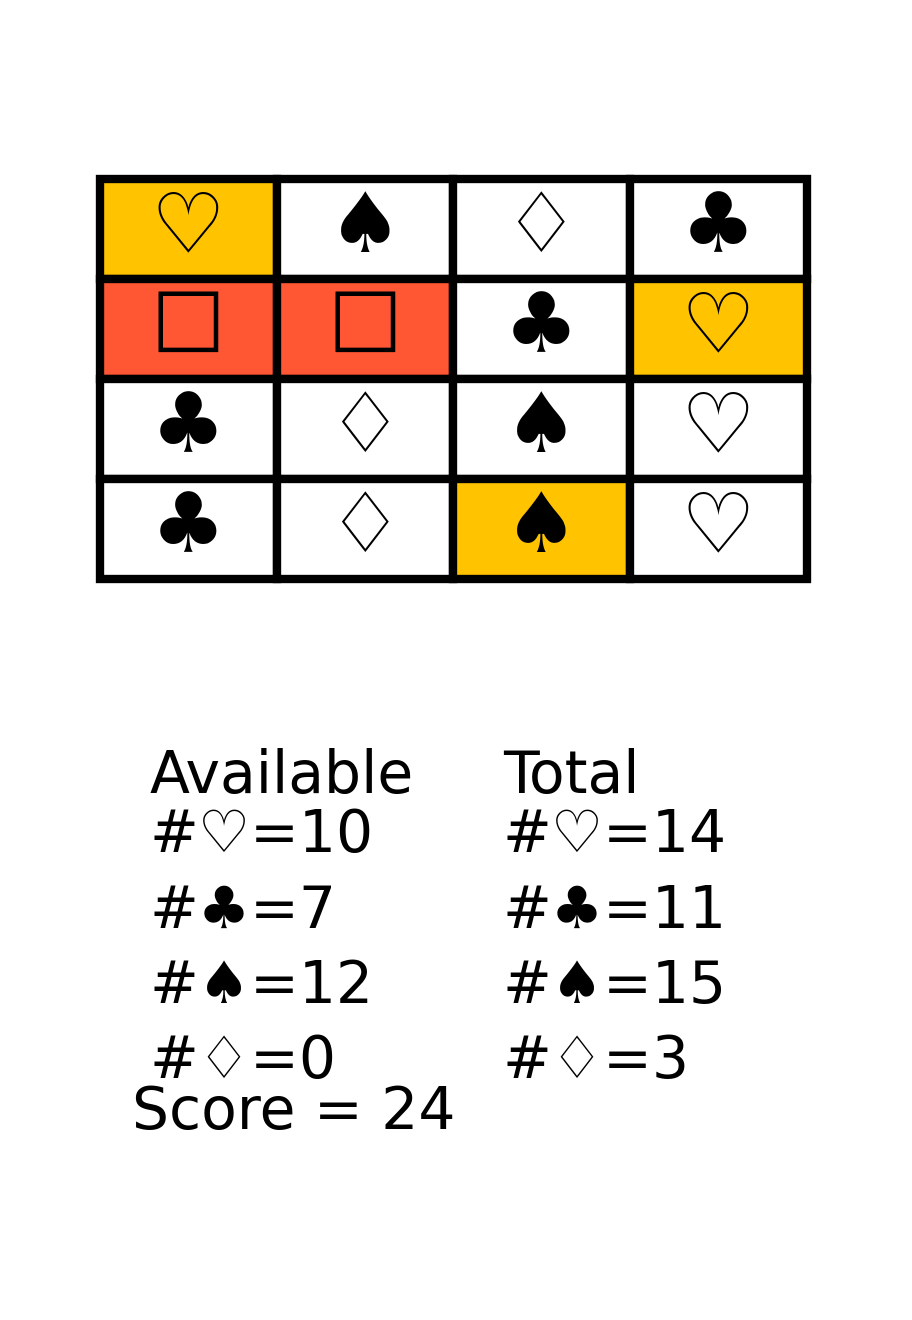 ♡ ♠ ♢ ♣
□ □ ♣ ♡
♣ ♢ ♠ ♡
♣ ♢ ♠ ♡
Available Total
#♡=10 #♡=14
#♣=7 #♣=11
#♠=12 #♠=15
#♢=0 #♢=3
Score = 24